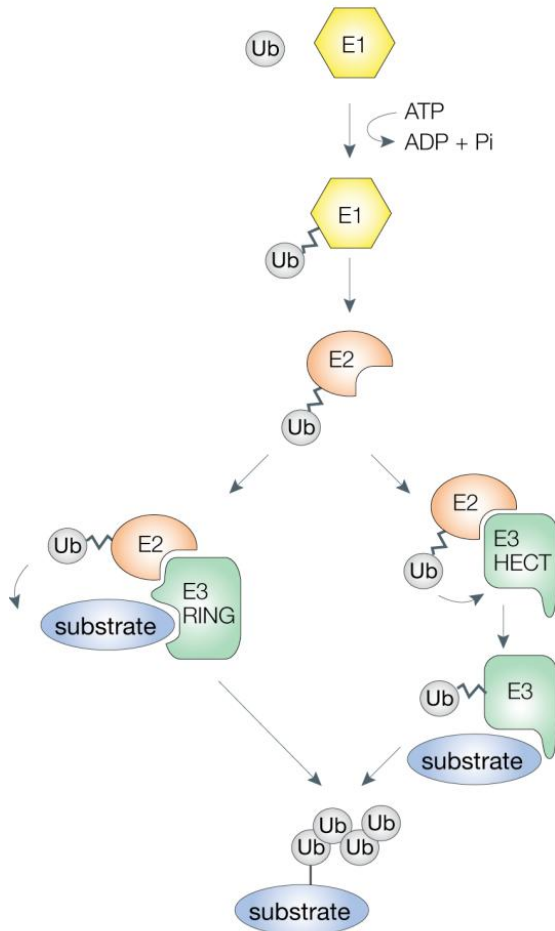 Ub
E1
ATP
ADP + Pi
E1
Ub
E2
Ub
Ub
E2
E3
RING
substrate
E2
E3
HECT
Ub
Ub
E3
substrate
Ub
Ub
Ub
Ub
substrate